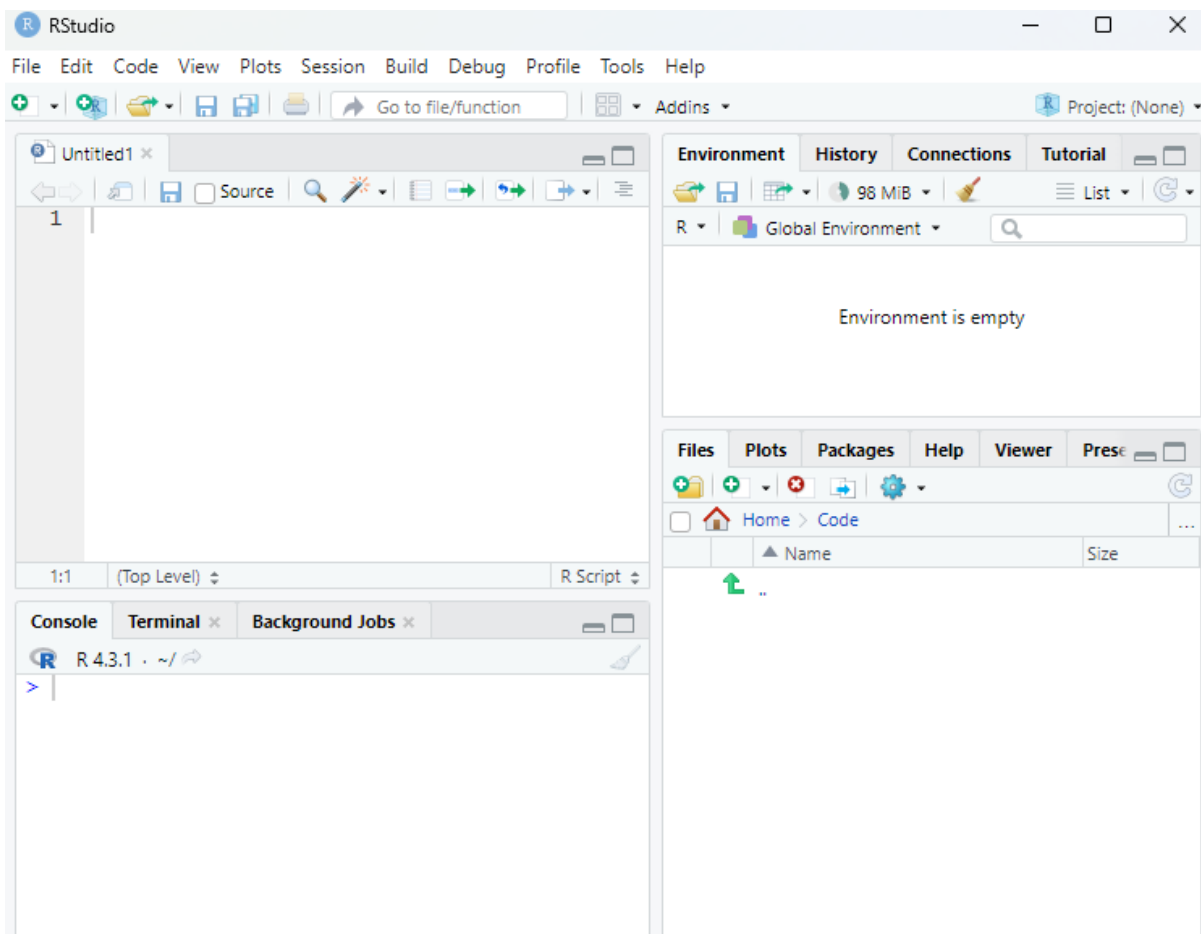 RStudio
File Edit Code View Plots Session Build Debug Profile Tools Help
Go to file/function Addins Project: (None)
Untitled1
Source
1
1:1 (Top Level) R Script
Console Terminal Background Jobs
R 4.3.1 · ~/
>
Environment History Connections Tutorial
98 MiB List
R Global Environment
Environment is empty
Files Plots Packages Help Viewer Prese
Home Code
...
Name Size
..